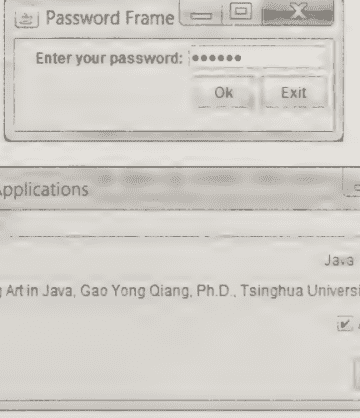 Password Frame
Enter your password: ●●●●●●
Ok Exit
Applications
Java
Art in Java, Gao Yong Qiang, Ph.D., Tsinghua Universi